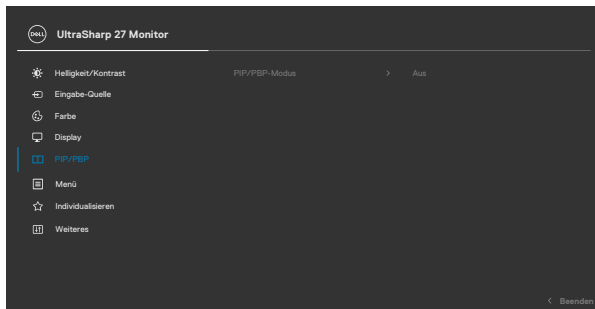 DELL UltraSharp 27 Monitor
Helligkeit/Kontrast PIP/PBP-Modus > Aus
Eingabe-Quelle
Farbe
Display
PIP/PBP
Menü
Individualisieren
Weiteres
< Beenden